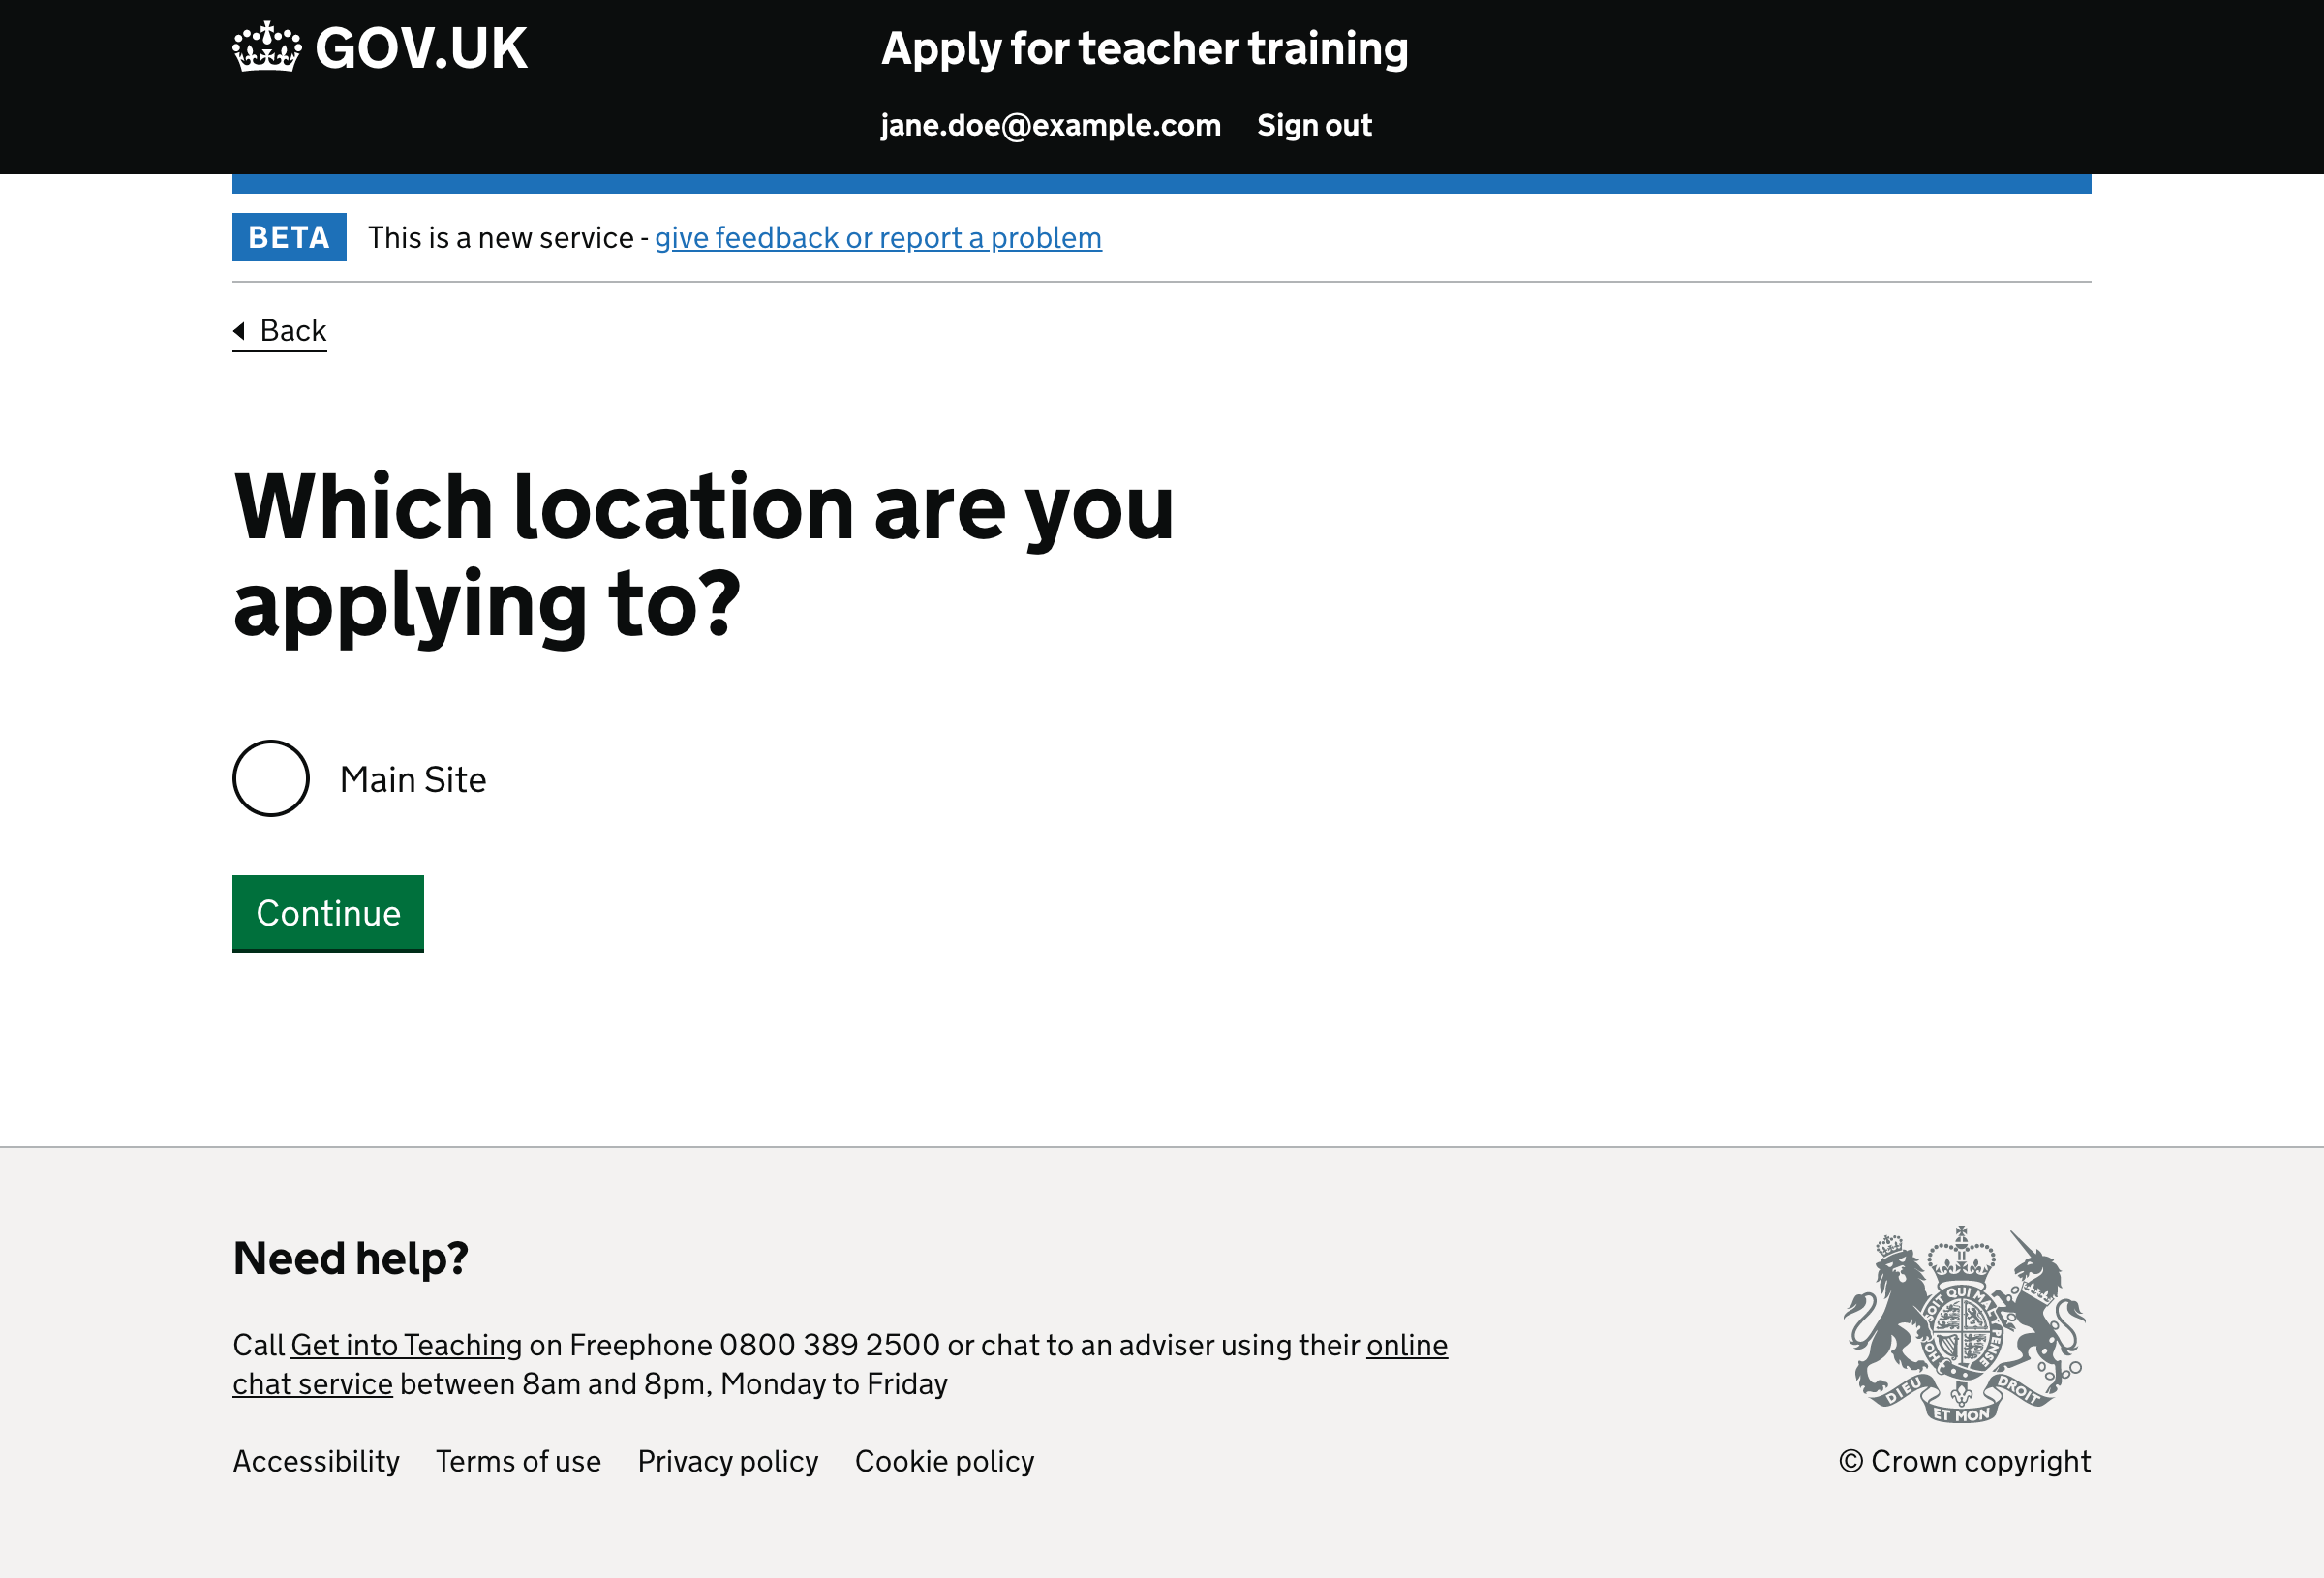 GOV.UK
Apply for teacher training
jane.doe@example.com Sign out
BETA This is a new service - give feedback or report a problem
Back
Which location are you
applying to?
Main Site
Continue
Need help?
Call Get into Teaching on Freephone 0800 389 2500 or chat to an adviser using their online
chat service between 8am and 8pm, Monday to Friday
Accessibility Terms of use Privacy policy Cookie policy
SOIT QUI MAL
PENSE
DIEU ET MON DROIT
© Crown copyright